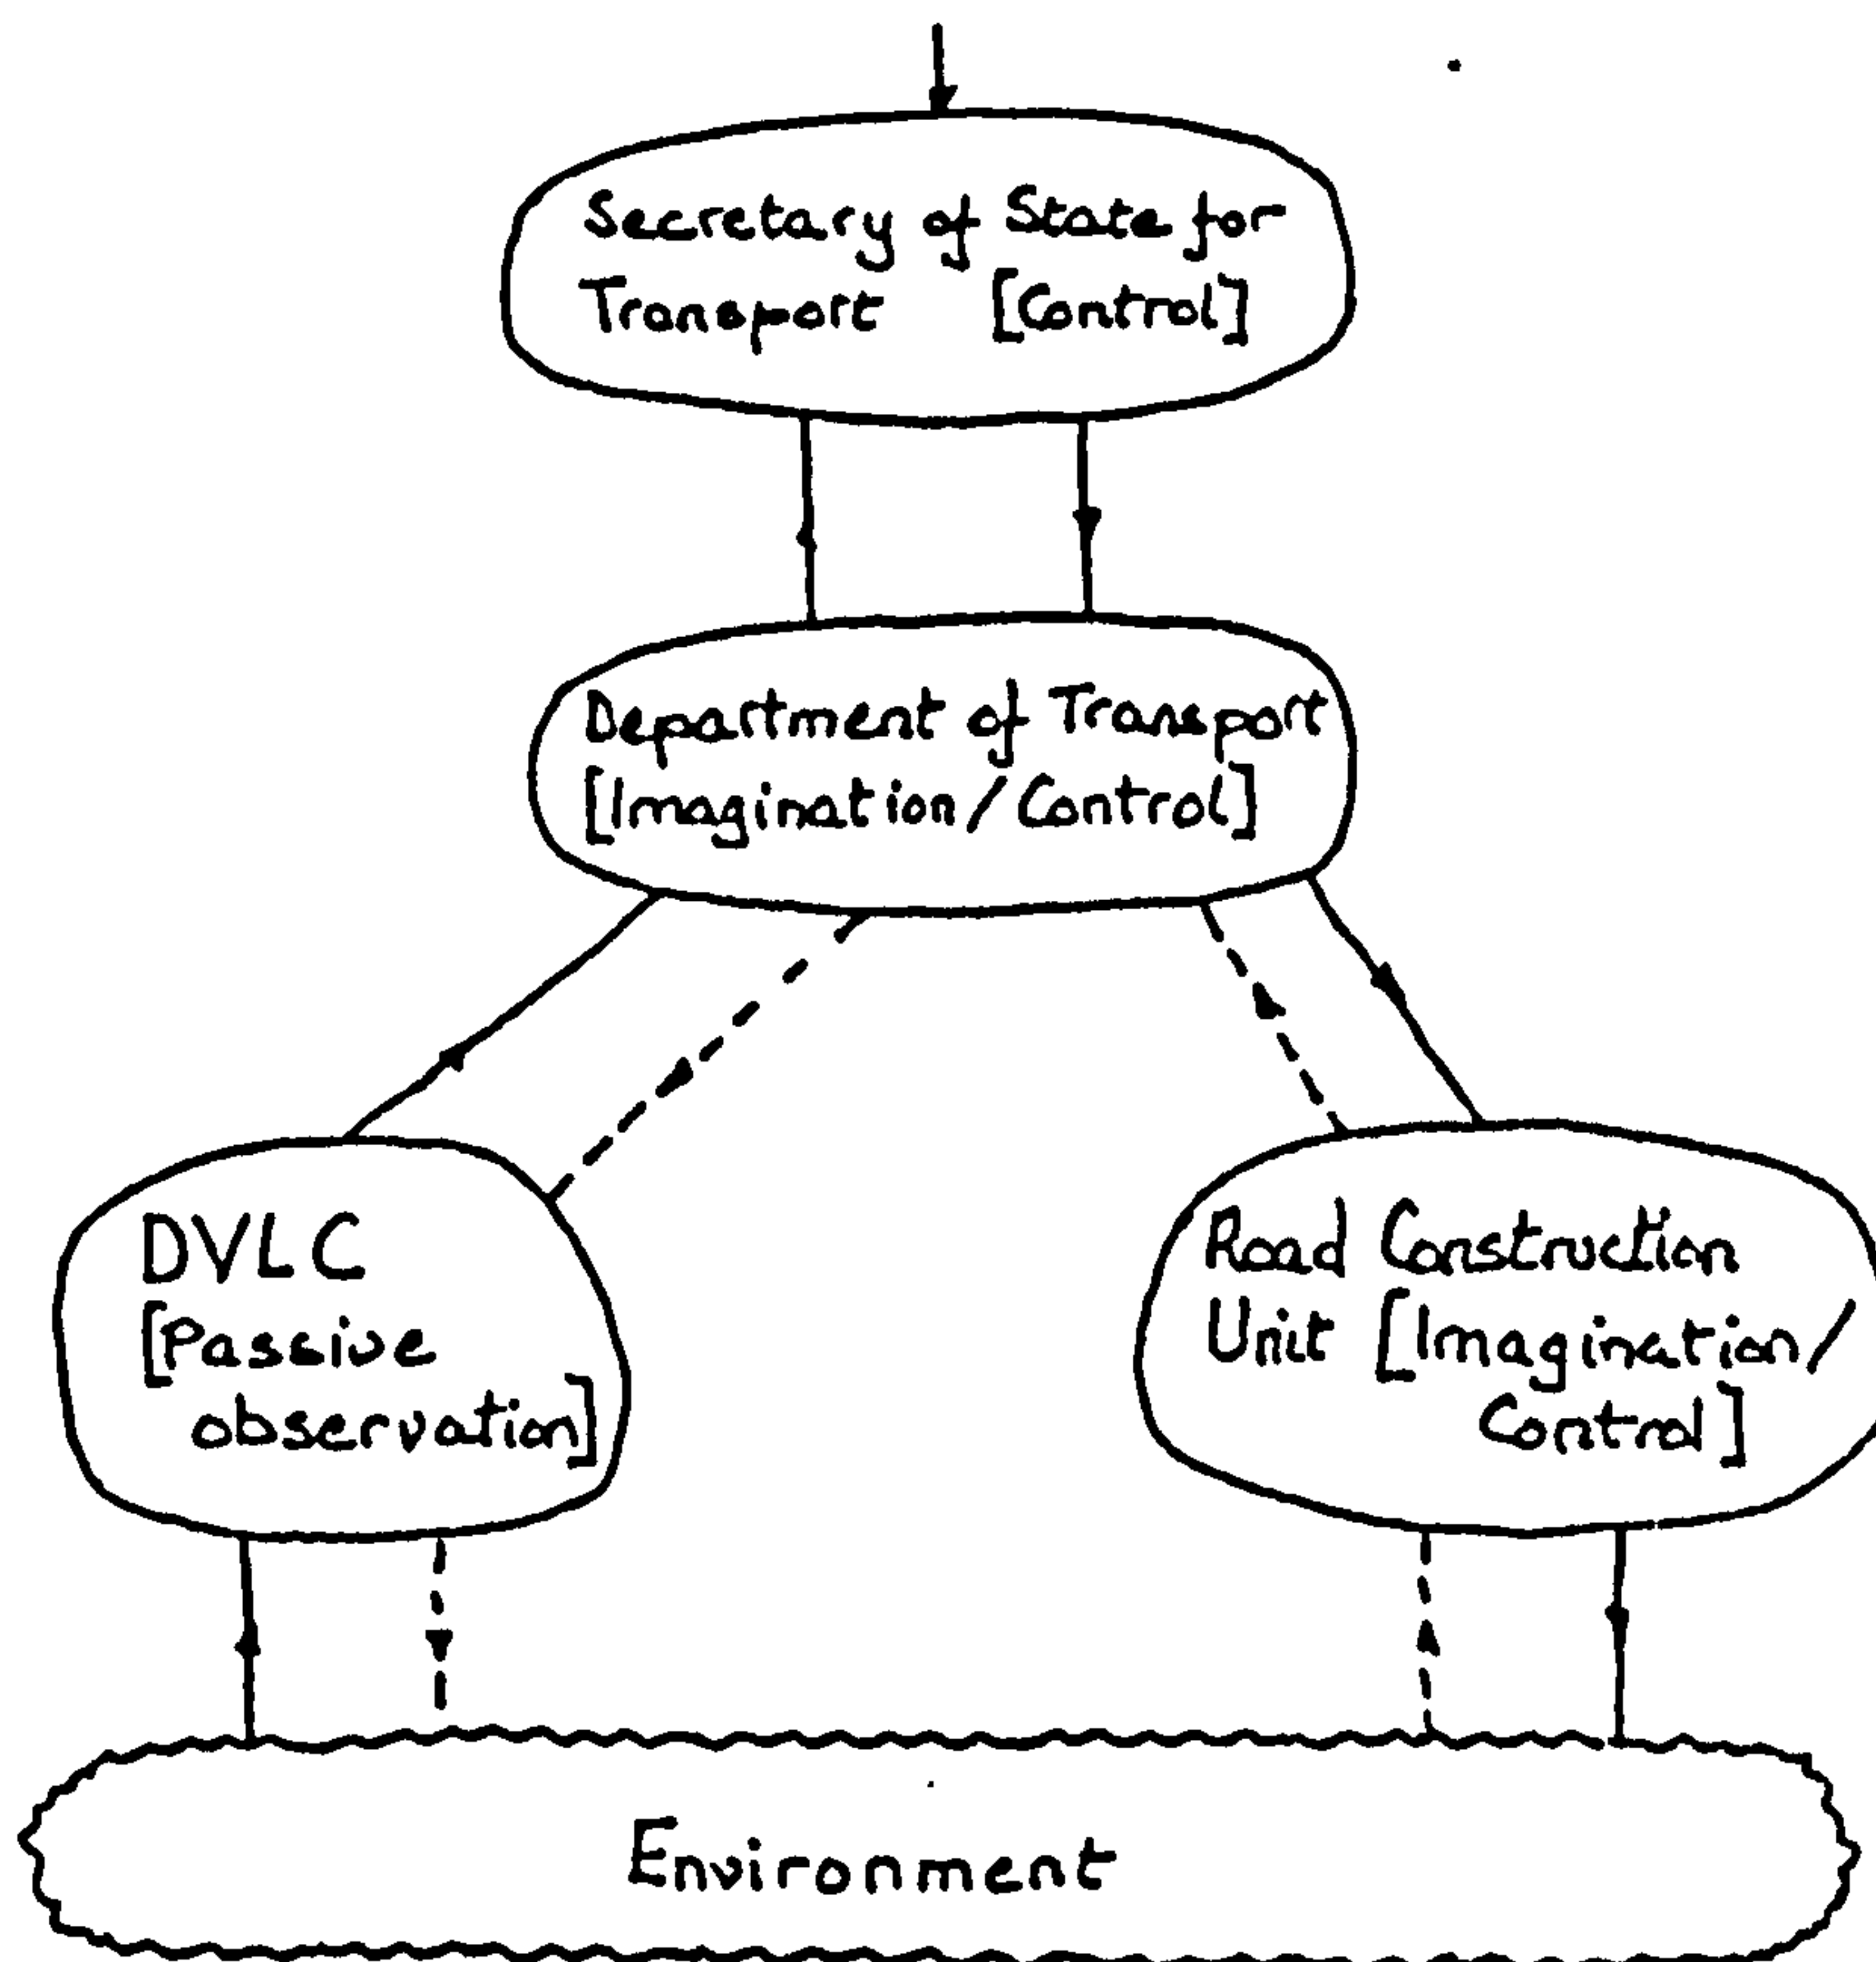 Secretary of State for
Transport [Control]
Department of Transport
[Imagination/Control]
DVLC
[Passive
observation]
Road Construction
Unit [Imagination/
Control]
Environment